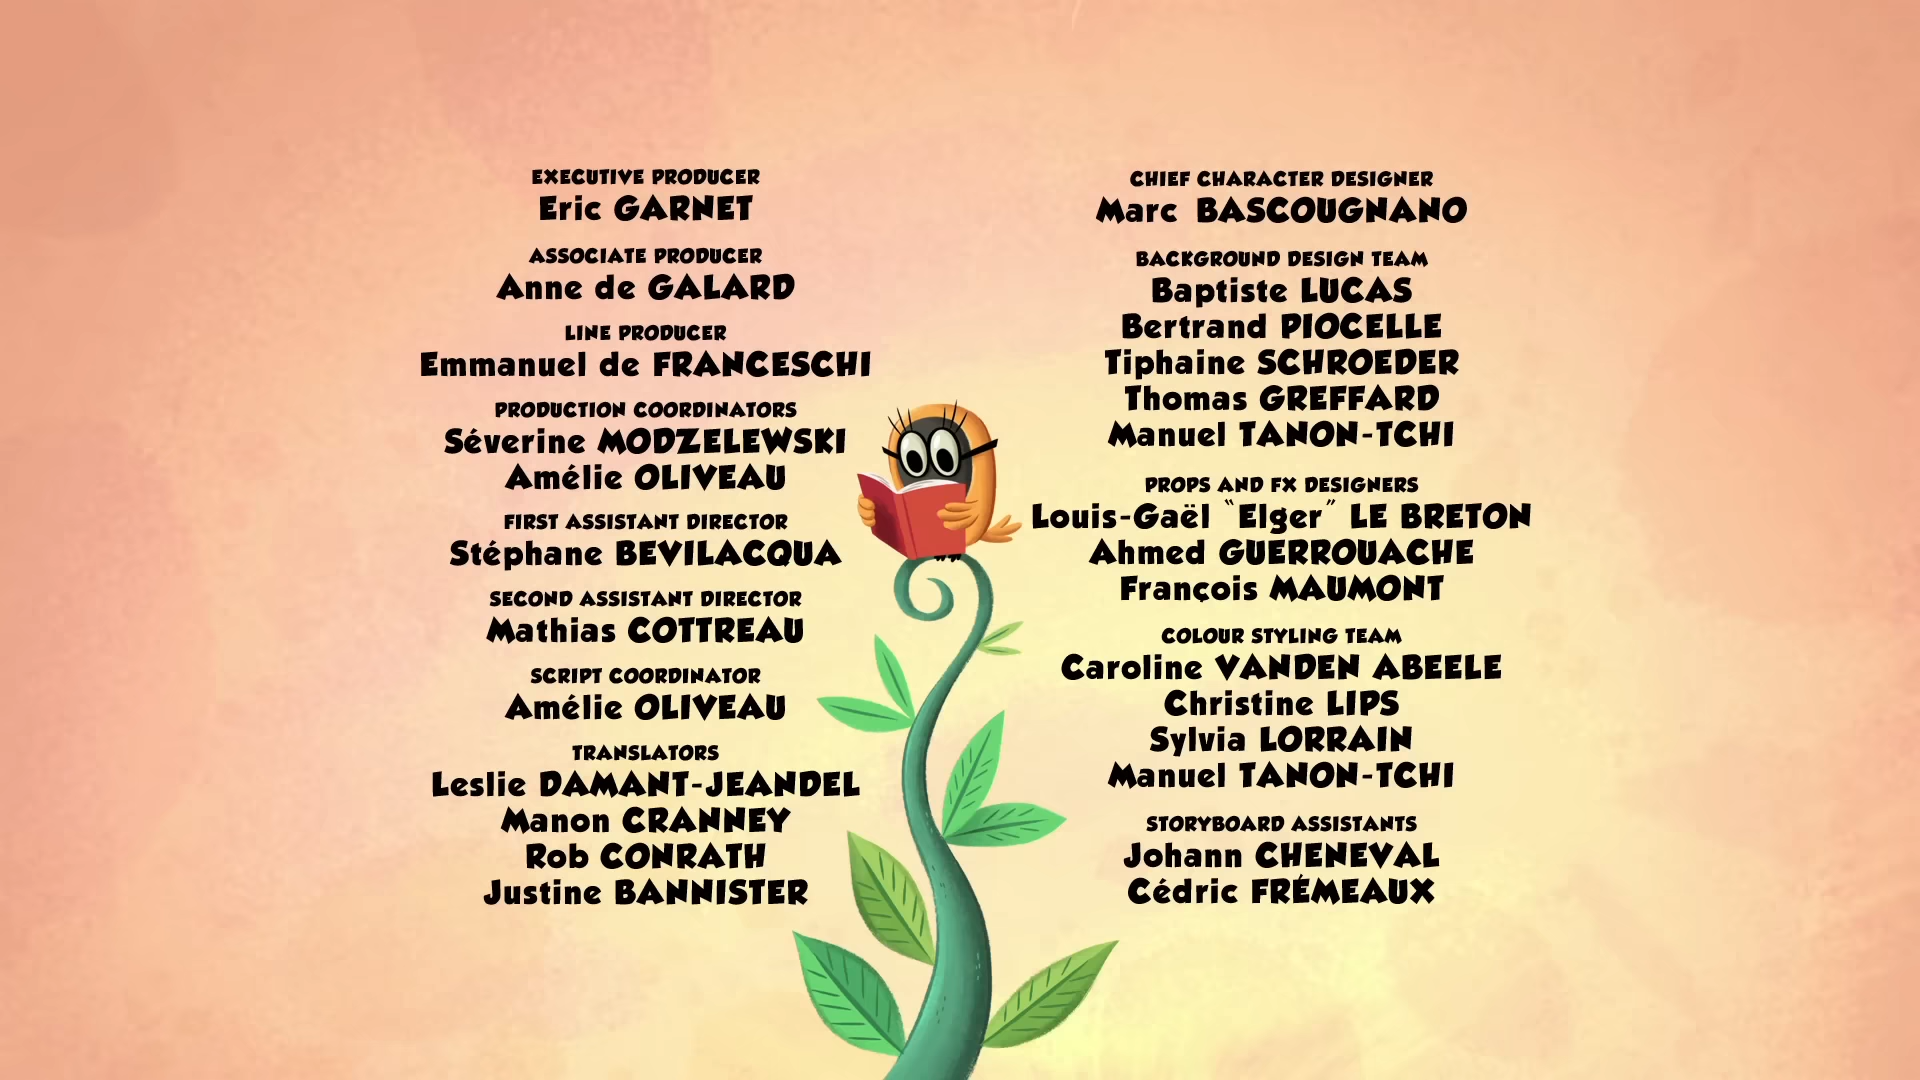 EXECUTIVE PRODUCER
Eric GARNET
ASSOCIATE PRODUCER
Anne de GALARD
LINE PRODUCER
Emmanuel de FRANCESCHI
PRODUCTION COORDINATORS
Séverine MODZELEWSKI
Amélie OLIVEAU
FIRST ASSISTANT DIRECTOR
Stéphane BEVILACQUA
SECOND ASSISTANT DIRECTOR
Mathias COTTREAU
SCRIPT COORDINATOR
Amélie OLIVEAU
TRANSLATORS
Leslie DAMANT-JEANDEL
Manon CRANNEY
Rob CONRATH
Justine BANNISTER
CHIEF CHARACTER DESIGNER
Marc BASCOUGNANO
BACKGROUND DESIGN TEAM
Baptiste LUCAS
Bertrand PIOCELLE
Tiphaine SCHROEDER
Thomas GREFFARD
Manuel TANON-TCHI
PROPS AND FX DESIGNERS
Louis-Gaël "Elger" LE BRETON
Ahmed GUERROUACHE
François MAUMONT
COLOUR STYLING TEAM
Caroline VANDEN ABEELE
Christine LIPS
Sylvia LORRAIN
Manuel TANON-TCHI
STORYBOARD ASSISTANTS
Johann CHENEVAL
Cédric FRÉMEAUX